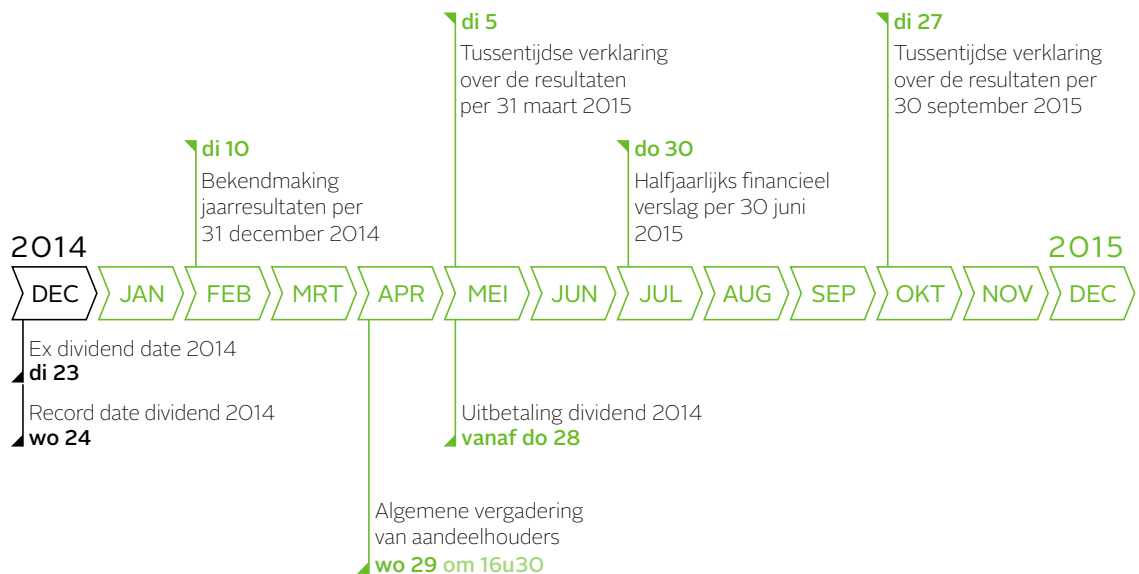 di 5
Tussentijdse verklaring
over de resultaten
per 31 maart 2015
di 27
Tussentijdse verklaring
over de resultaten per
30 september 2015
di 10
Bekendmaking
jaarresultaten per
31 december 2014
do 30
Halfjaarlijks financieel
verslag per 30 juni
2015
2014
2015
DEC JAN FEB MRT APR MEI JUN JUL AUG SEP OKT NOV DEC
Ex dividend date 2014
di 23
Record date dividend 2014
wo 24
Uitbetaling dividend 2014
vanaf do 28
Algemene vergadering
van aandeelhouders
wo 29 om 16u30